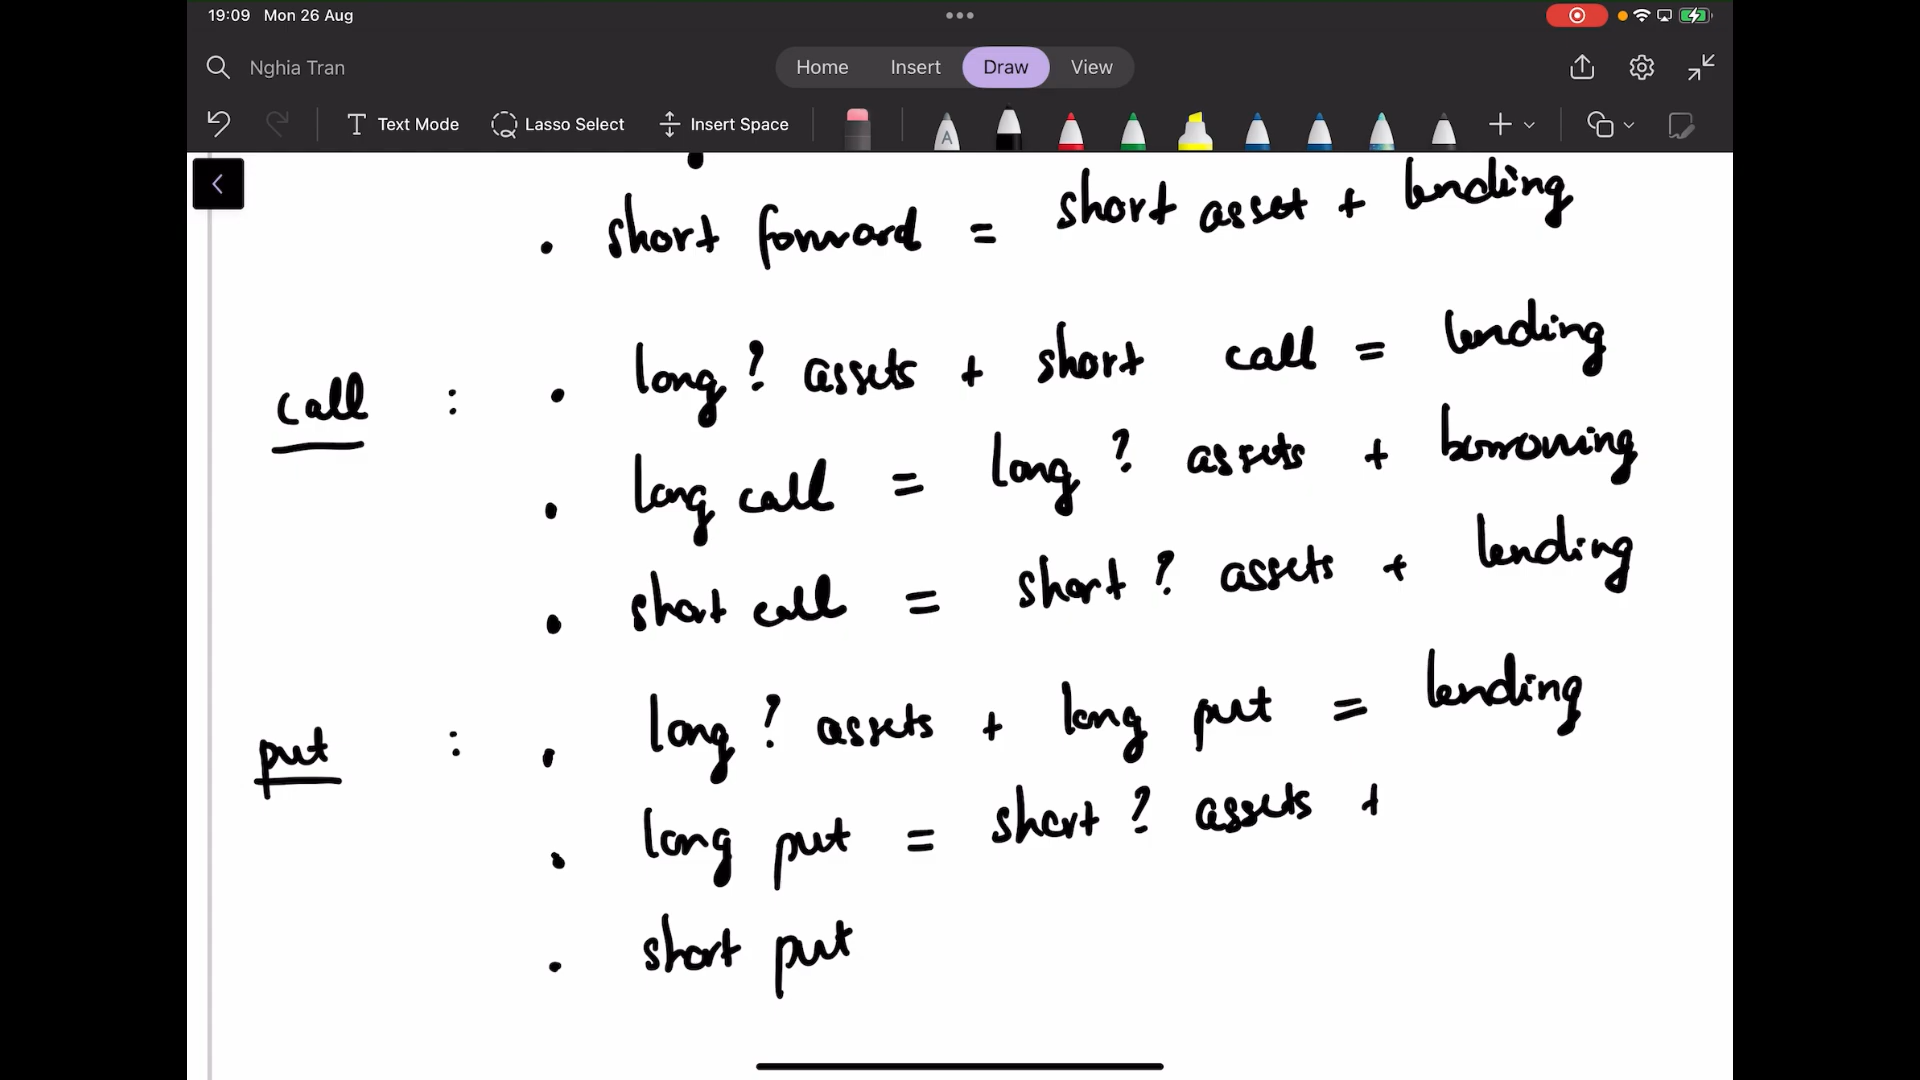 19:09 Mon 26 Aug
Nghia Tran Home Insert Draw View
T Text Mode Lasso Select Insert Space A
• short forward = short asset + lending
call : • long ? assets + short call = lending
• long call = long ? assets + borrowing
• short call = short ? assets + lending
put : • long ? assets + long put = lending
• long put = short ? assets +
• short put